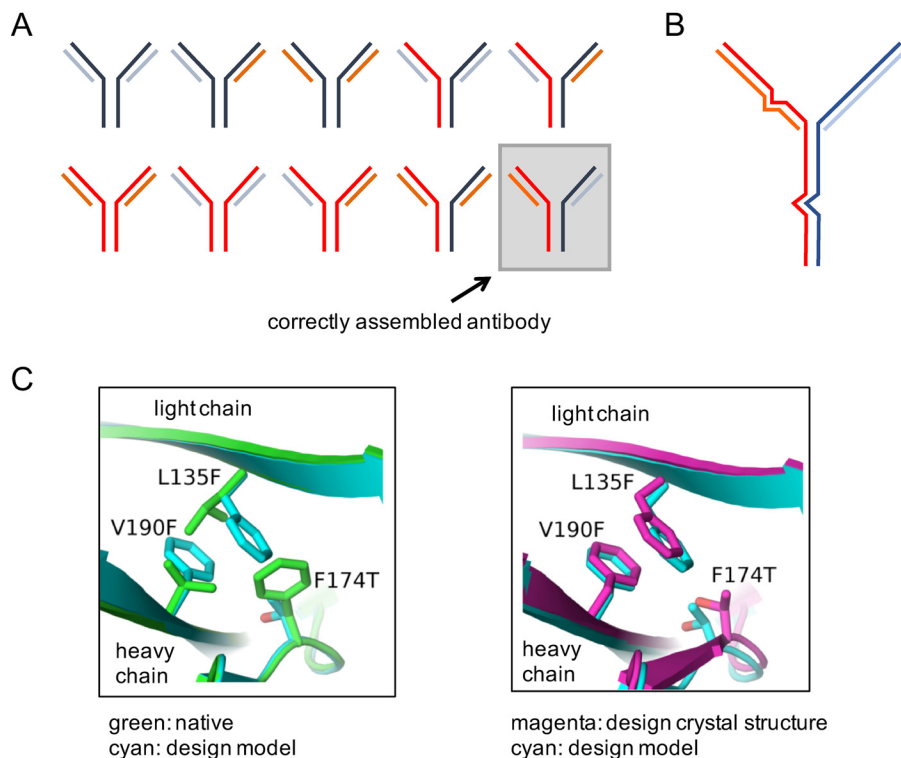 A
B
correctly assembled antibody
C
light chain
L135F
V190F
F174T
heavy
chain
green: native
cyan: design model
light chain
L135F
V190F
F174T
heavy
chain
magenta: design crystal structure
cyan: design model